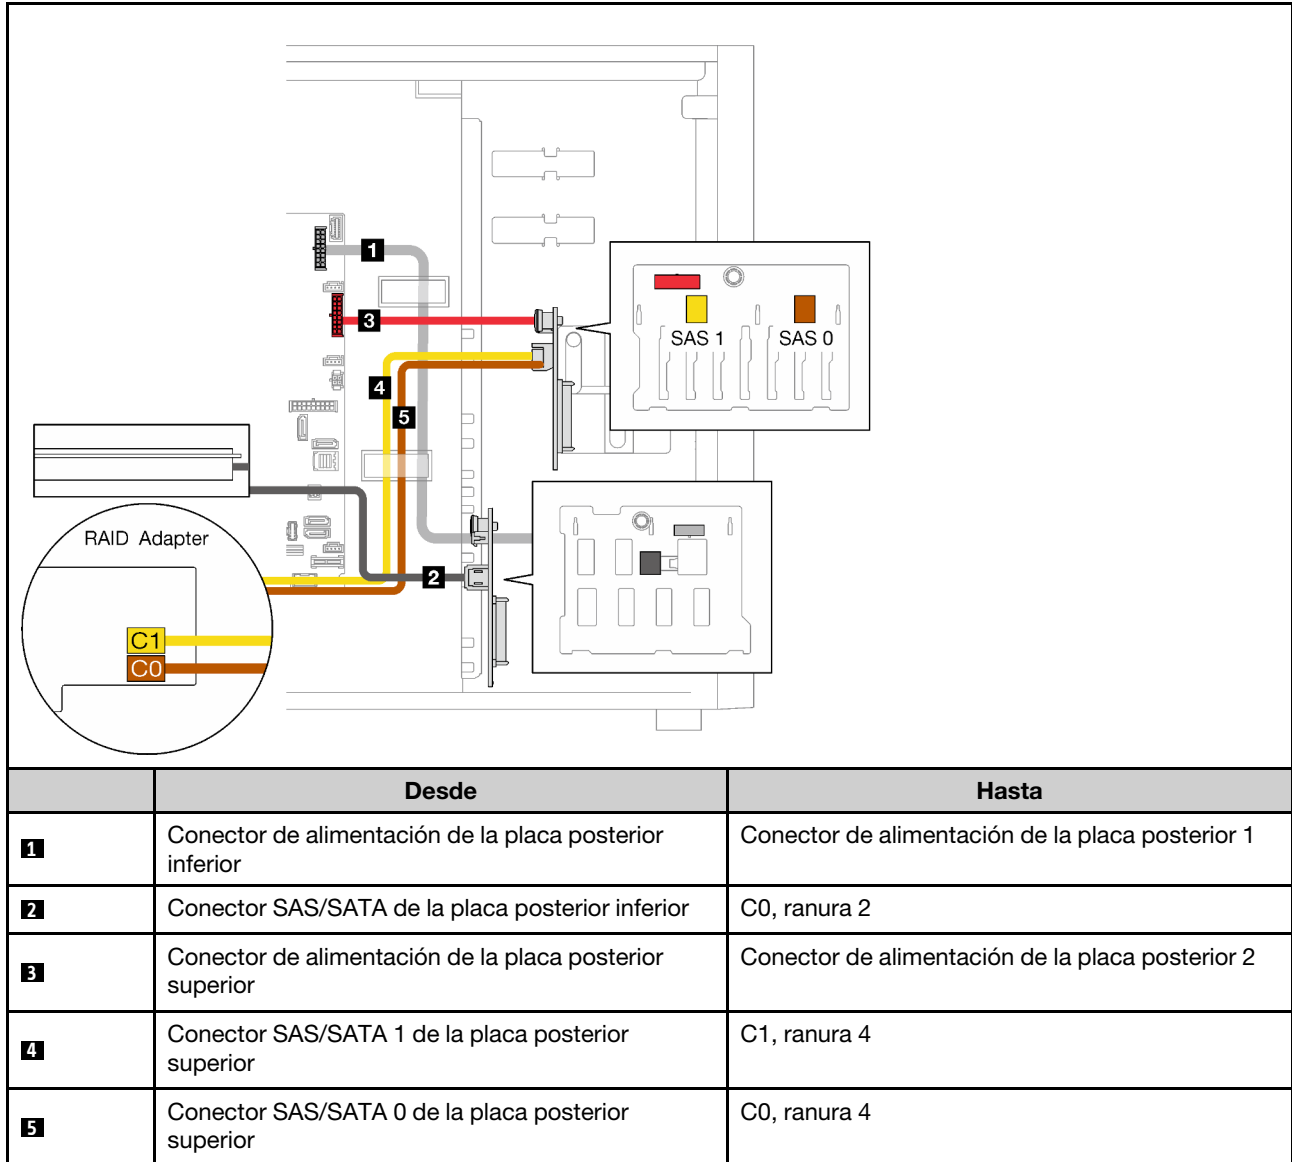 1
3
SAS 1
SAS 0
4
5
RAID Adapter
2
C1
C0
Desde
Hasta
1
Conector de alimentación de la placa posterior
inferior
Conector de alimentación de la placa posterior 1
2
Conector SAS/SATA de la placa posterior inferior
C0, ranura 2
3
Conector de alimentación de la placa posterior
superior
Conector de alimentación de la placa posterior 2
4
Conector SAS/SATA 1 de la placa posterior
superior
C1, ranura 4
5
Conector SAS/SATA 0 de la placa posterior
superior
C0, ranura 4